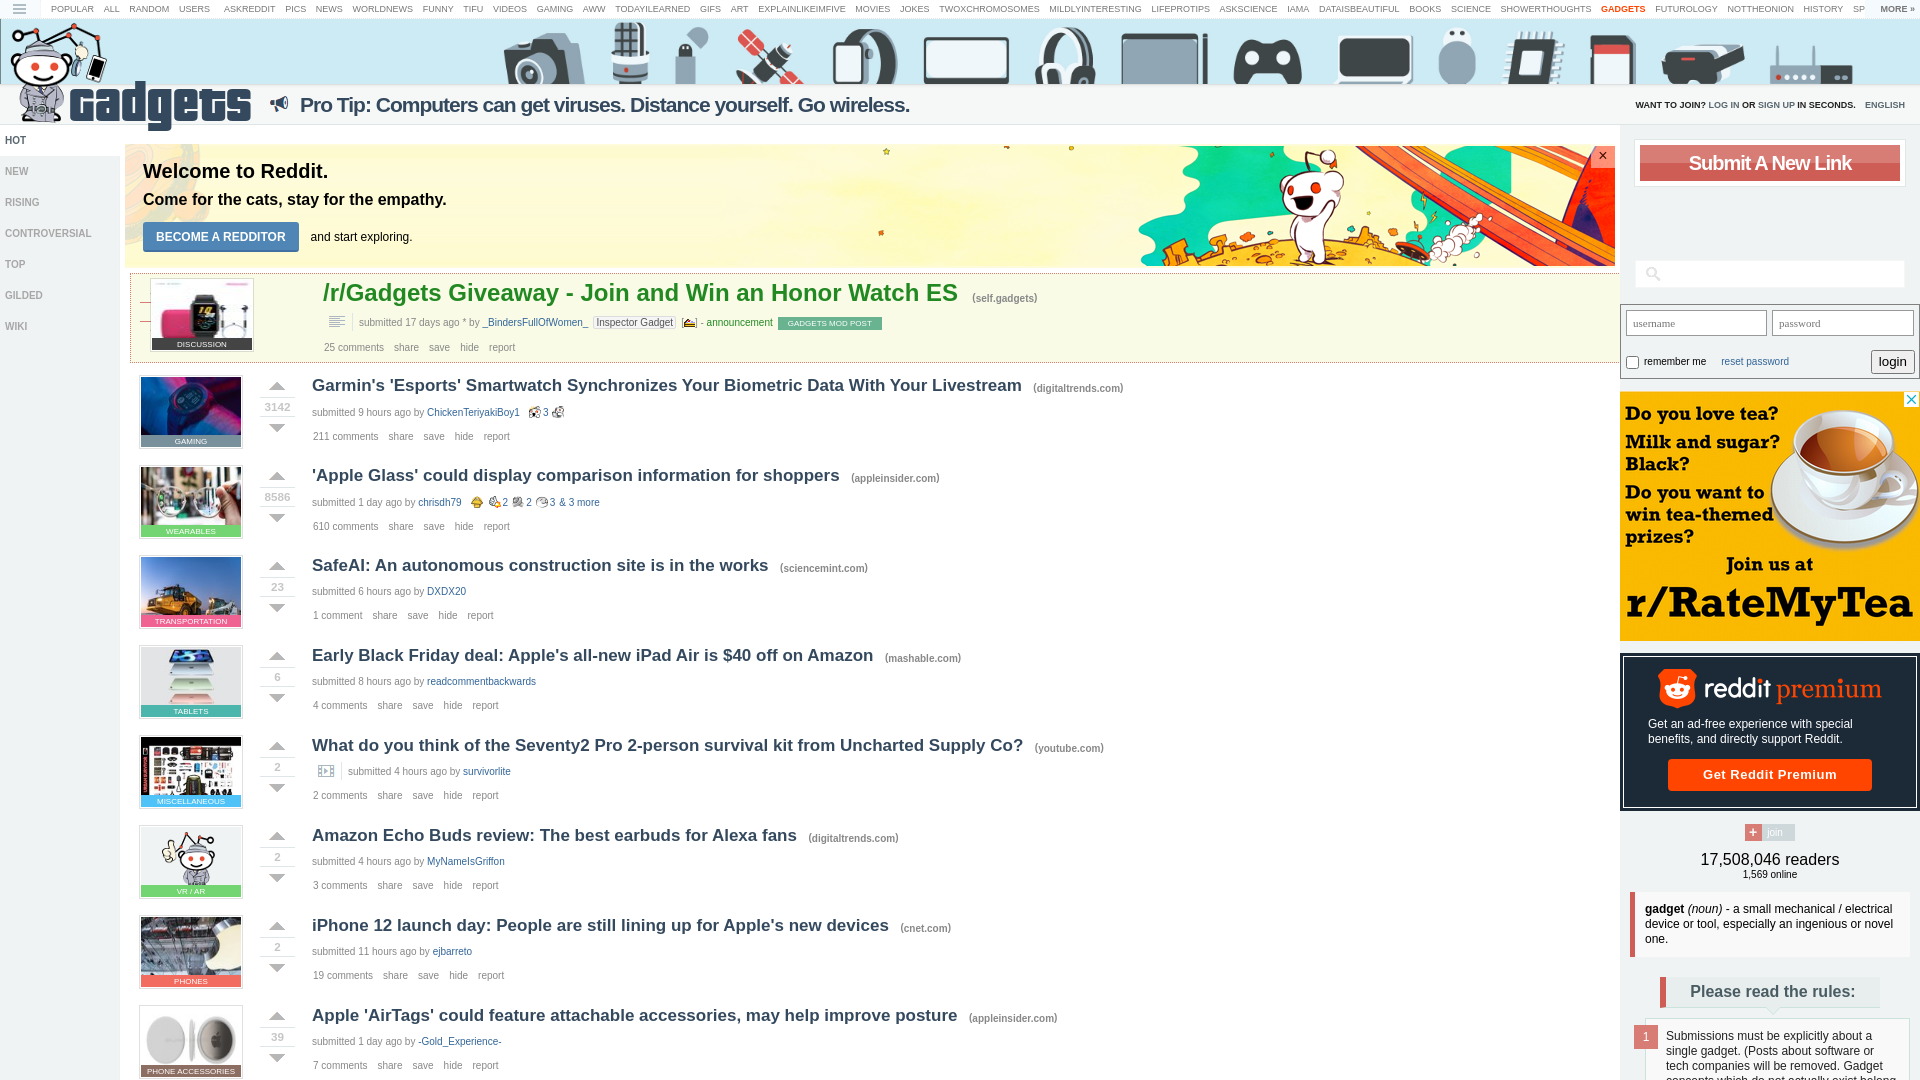 POPULAR ALL RANDOM USERS ASKREDDIT PICS NEWS WORLDNEWS FUNNY TIFU VIDEOS GAMING AWW TODAYILEARNED GIFS ART EXPLAINLIKEIMFIVE MOVIES JOKES TWOXCHROMOSOMES MILDLYINTERESTING LIFEPROTIPS ASKSCIENCE IAMA DATAISBEAUTIFUL BOOKS SCIENCE SHOWERTHOUGHTS GADGETS FUTUROLOGY NOTTHEONION HISTORY SP MORE »
Gadgets
Pro Tip: Computers can get viruses. Distance yourself. Go wireless.
WANT TO JOIN? LOG IN OR SIGN UP IN SECONDS. ENGLISH
HOT
NEW
RISING
CONTROVERSIAL
TOP
GILDED
WIKI
Welcome to Reddit.
Come for the cats, stay for the empathy.
BECOME A REDDITOR and start exploring.
×
/r/Gadgets Giveaway - Join and Win an Honor Watch ES (self.gadgets)
submitted 17 days ago * by _BindersFullOfWomen_ Inspector Gadget [] - announcement GADGETS MOD POST
25 comments share save hide report
DISCUSSION
Garmin's 'Esports' Smartwatch Synchronizes Your Biometric Data With Your Livestream (digitaltrends.com)
3142
submitted 9 hours ago by ChickenTeriyakiBoy1 3
211 comments share save hide report
GAMING
'Apple Glass' could display comparison information for shoppers (appleinsider.com)
8586
submitted 1 day ago by chrisdh79 2 2 3 & 3 more
610 comments share save hide report
WEARABLES
SafeAI: An autonomous construction site is in the works (sciencemint.com)
23
submitted 6 hours ago by DXDX20
1 comment share save hide report
TRANSPORTATION
Early Black Friday deal: Apple's all-new iPad Air is $40 off on Amazon (mashable.com)
6
submitted 8 hours ago by readcommentbackwards
4 comments share save hide report
TABLETS
What do you think of the Seventy2 Pro 2-person survival kit from Uncharted Supply Co? (youtube.com)
2
submitted 4 hours ago by survivorlite
2 comments share save hide report
MISCELLANEOUS
Amazon Echo Buds review: The best earbuds for Alexa fans (digitaltrends.com)
2
submitted 4 hours ago by MyNameIsGriffon
3 comments share save hide report
VR / AR
iPhone 12 launch day: People are still lining up for Apple's new devices (cnet.com)
2
submitted 11 hours ago by ejbarreto
19 comments share save hide report
PHONES
Apple 'AirTags' could feature attachable accessories, may help improve posture (appleinsider.com)
39
submitted 1 day ago by -Gold_Experience-
7 comments share save hide report
PHONE ACCESSORIES
Submit A New Link
username password
remember me reset password login
Do you love tea?
Milk and sugar?
Black?
Do you want to
win tea-themed
prizes?
Join us at
r/RateMyTea
reddit premium
Get an ad-free experience with special
benefits, and directly support Reddit.
Get Reddit Premium
+ join
17,508,046 readers
1,569 online
gadget (noun) - a small mechanical / electrical
device or tool, especially an ingenious or novel
one.
Please read the rules:
1 Submissions must be explicitly about a
single gadget. (Posts about software or
tech companies will be removed. Gadget
concepts which do not actually exist belong